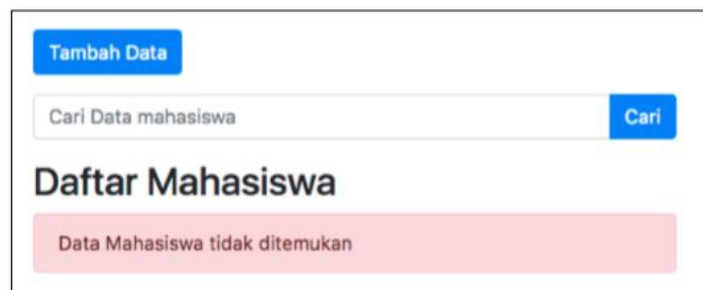 Tambah Data
Cari Data mahasiswa Cari
Daftar Mahasiswa
Data Mahasiswa tidak ditemukan